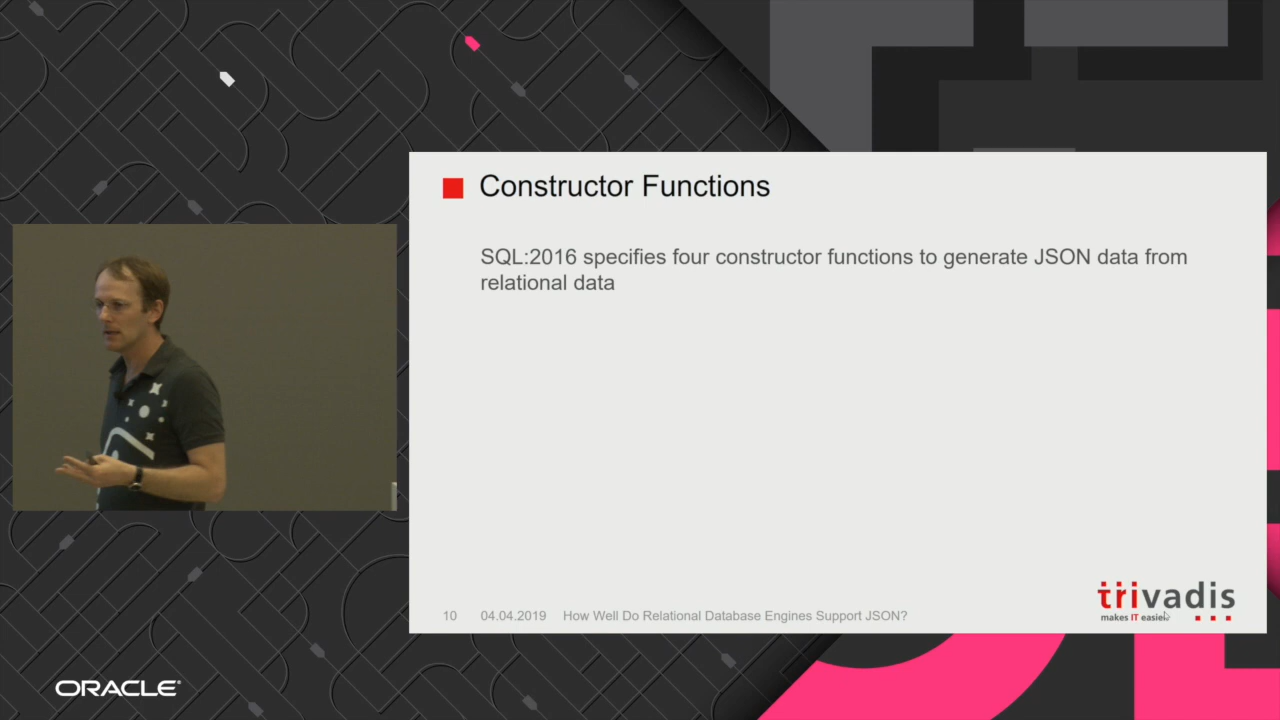 Constructor Functions
SQL:2016 specifies four constructor functions to generate JSON data from
relational data
10 04.04.2019 How Well Do Relational Database Engines Support JSON?
trivadis
makes IT easier.
ORACLE®